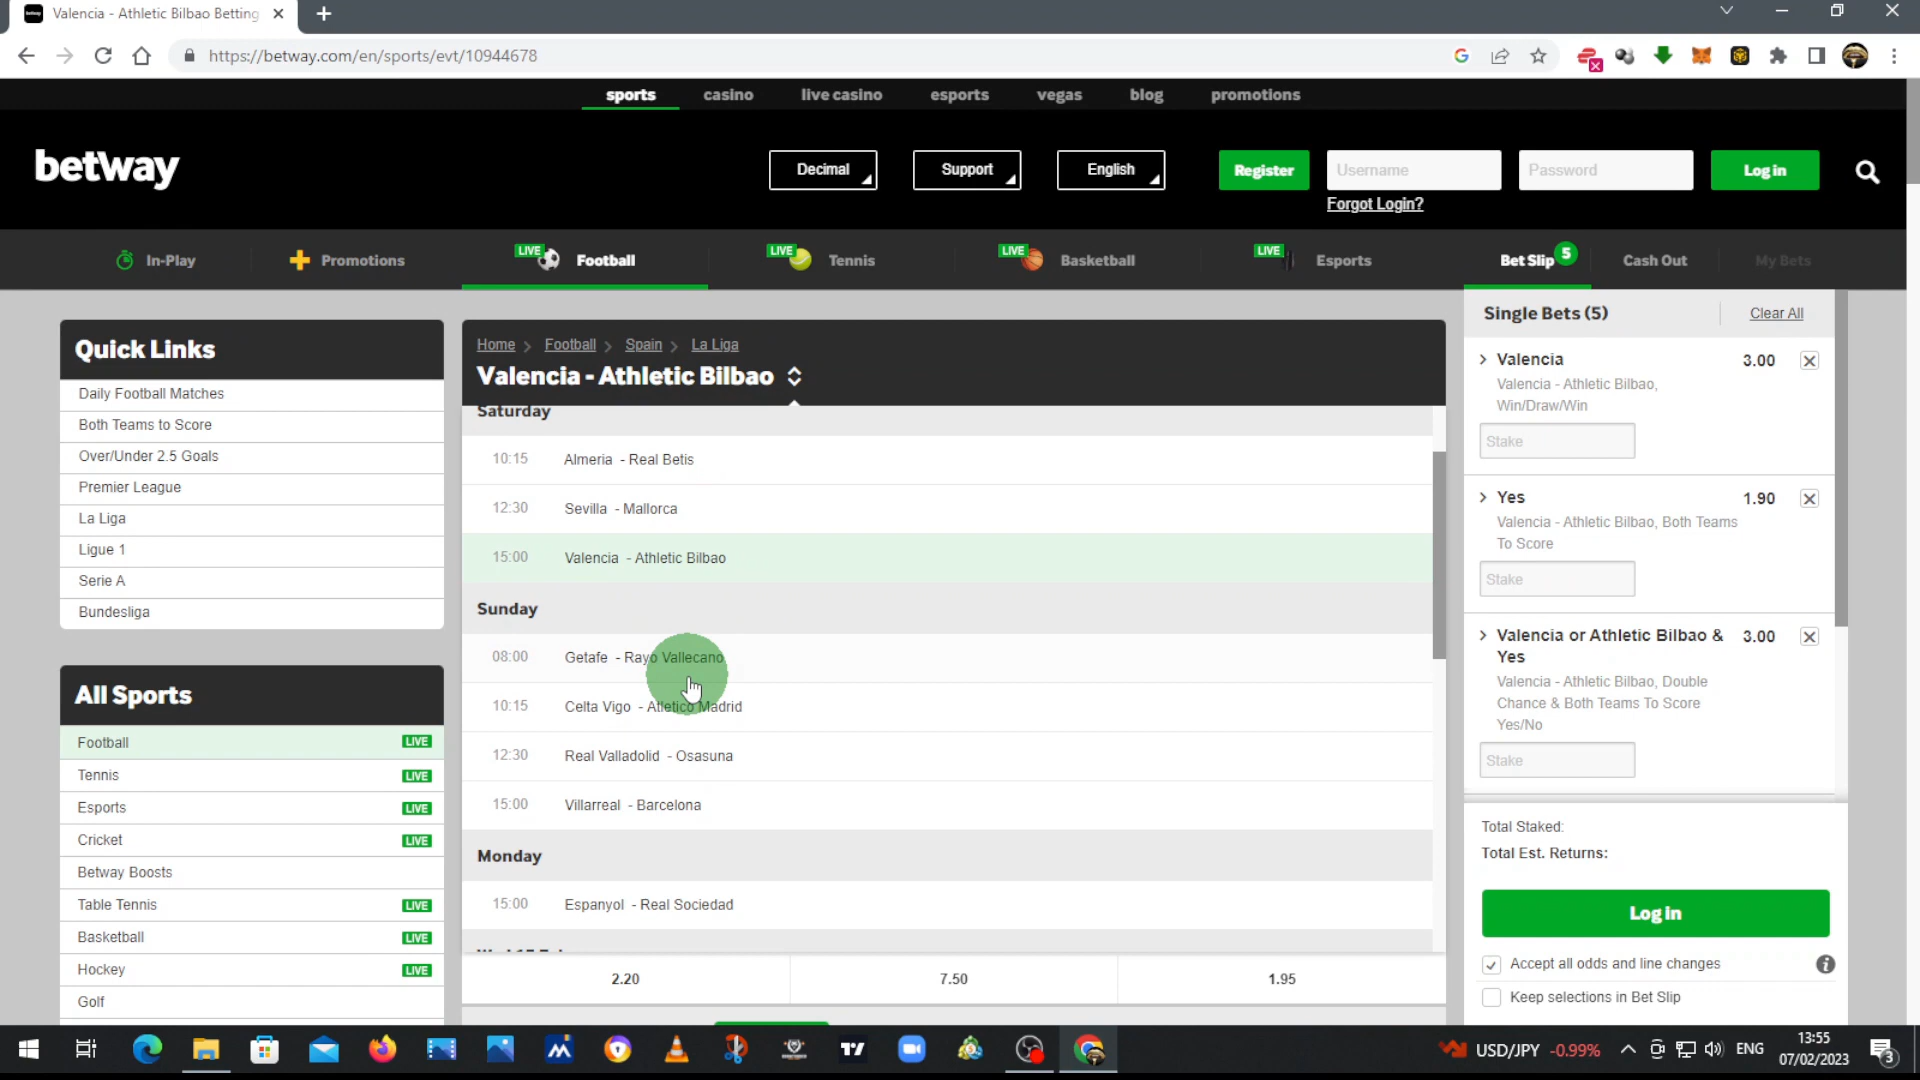 Valencia - Athletic Bilbao Betting
https://betway.com/en/sports/evt/10944678
sports casino live casino esports vegas blog promotions
betway
Decimal Support English Register Username Password Log in
Forgot Login?
In-Play Promotions LIVE Football LIVE Tennis LIVE Basketball LIVE Esports Bet Slip 5 Cash Out My Bets
Quick Links
Daily Football Matches
Both Teams to Score
Over/Under 2.5 Goals
Premier League
La Liga
Ligue 1
Serie A
Bundesliga
All Sports
Football LIVE
Tennis LIVE
Esports LIVE
Cricket LIVE
Betway Boosts
Table Tennis LIVE
Basketball LIVE
Hockey LIVE
Golf
Home > Football > Spain > La Liga
Valencia - Athletic Bilbao
Saturday
10:15 Almeria - Real Betis
12:30 Sevilla - Mallorca
15:00 Valencia - Athletic Bilbao
Sunday
08:00 Getafe - Rayo Vallecano
10:15 Celta Vigo - Atletico Madrid
12:30 Real Valladolid - Osasuna
15:00 Villarreal - Barcelona
Monday
15:00 Espanyol - Real Sociedad
2.20 7.50 1.95
Single Bets (5) Clear All
Valencia 3.00
Valencia - Athletic Bilbao,
Win/Draw/Win
Stake
Yes 1.90
Valencia - Athletic Bilbao, Both Teams
To Score
Stake
Valencia or Athletic Bilbao & 3.00
Yes
Valencia - Athletic Bilbao, Double
Chance & Both Teams To Score
Yes/No
Stake
Total Staked:
Total Est. Returns:
Log in
Accept all odds and line changes
Keep selections in Bet Slip
USD/JPY -0.99% ENG 13:55
07/02/2023 3